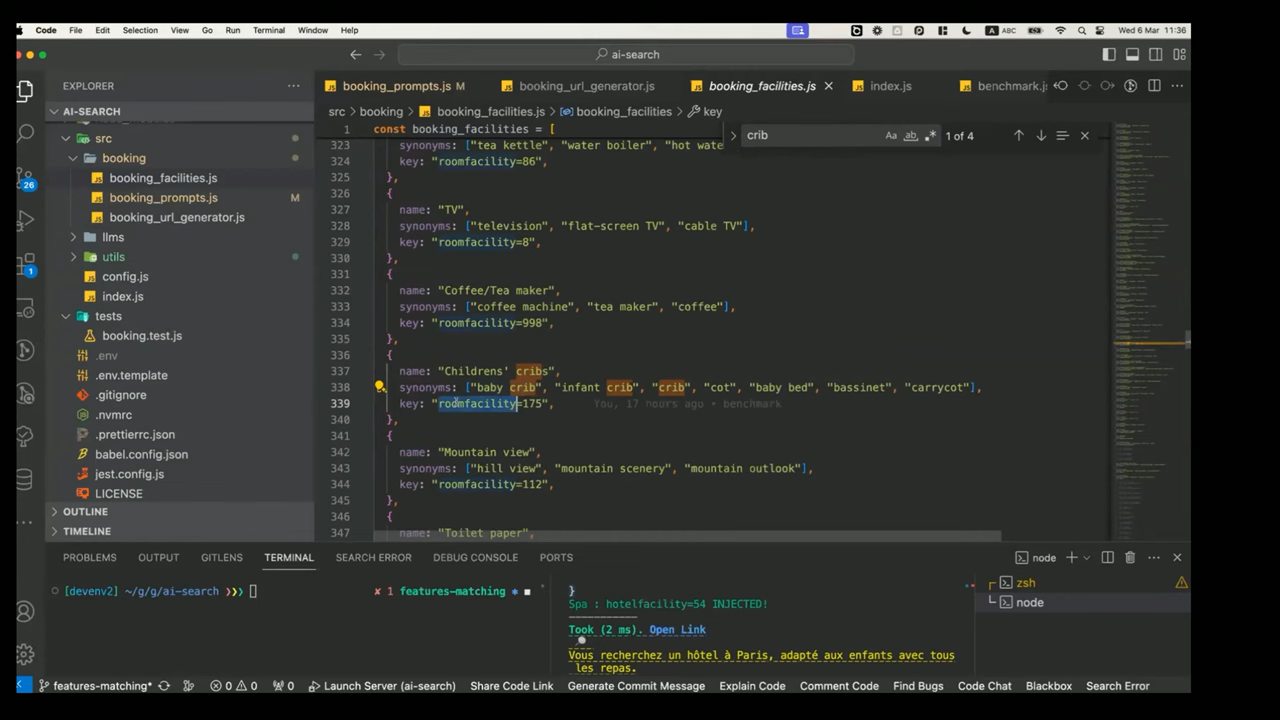 Code File Edit Selection View Go Run Terminal Window Help A ABC Wed 6 Mar 11:36
ai-search
EXPLORER
booking_prompts.js M booking_url_generator.js booking_facilities.js index.js benchmark.js
AI-SEARCH
src > booking > booking_facilities.js > booking_facilities > key
src
1 const booking_facilities = [
crib Aa ab 1 of 4
booking
323 synonyms: ["tea kettle", "water boiler", "hot wate
324 key: "roomfacility=86",
booking_facilities.js
325 },
booking_prompts.js M
326 {
327 name: "TV",
booking_url_generator.js
328 synonyms: ["television", "flat-screen TV", "cable TV"],
llms
329 key: "roomfacility=8",
utils
330 },
331 {
config.js
332 name: "Coffee/Tea maker",
index.js
333 synonyms: ["coffee machine", "tea maker", "coffee"],
tests
334 key: "roomfacility=998",
booking.test.js
335 },
.env
336 {
.env.template
337 name: "Childrens' cribs",
338 synonyms: ["baby crib", "infant crib", "crib", "cot", "baby bed", "bassinet", "carrycot"],
.gitignore
339 key: "roomfacility=175", You, 17 hours ago • benchmark
.nvmrc
340 },
.prettierrc.json
341 {
babel.config.json
342 name: "Mountain view",
343 synonyms: ["hill view", "mountain scenery", "mountain outlook"],
jest.config.js
344 key: "roomfacility=112",
LICENSE
345 },
OUTLINE
346 {
TIMELINE
347 name: "Toilet paper",
26
1
PROBLEMS OUTPUT GITLENS TERMINAL SEARCH ERROR DEBUG CONSOLE PORTS node
[devenv2] ~/g/g/ai-search ❯❯❯ ✘ 1 features-matching
}
Spa : hotelfacility=54 INJECTED!
----------
Took (2 ms). Open Link
Vous recherchez un hôtel à Paris, adapté aux enfants avec tous
les repas.
zsh
node
features-matching* 0 0 0 Launch Server (ai-search) Share Code Link Generate Commit Message Explain Code Comment Code Find Bugs Code Chat Blackbox Search Error